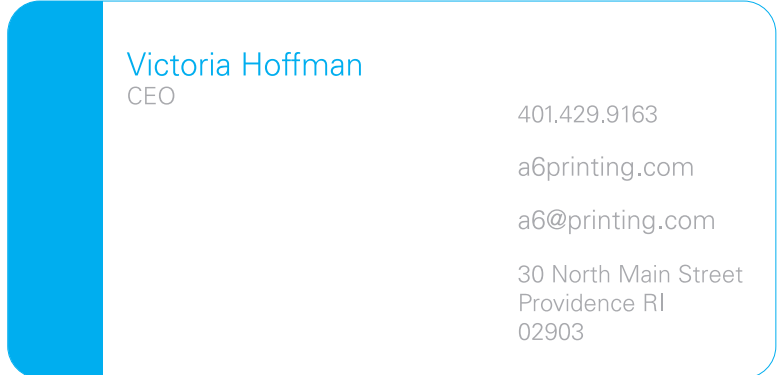 Victoria Hoffman
CEO
401.429.9163
a6printing.com
a6@printing.com
30 North Main Street
Providence RI
02903